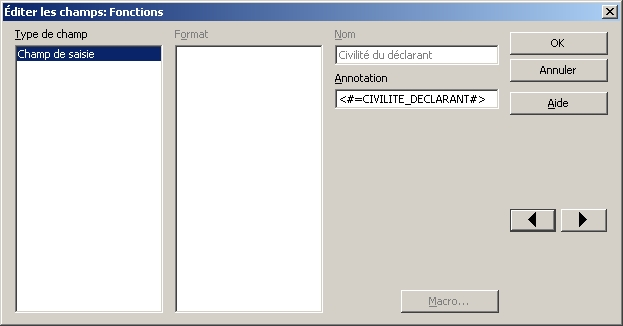 Éditer les champs: Fonctions
Type de champ
Format
Nom
OK
Champ de saisie
Civilité du déclarant
Annuler
Annotation
<#=CIVILITE_DECLARANT#>
Aide
Macro...